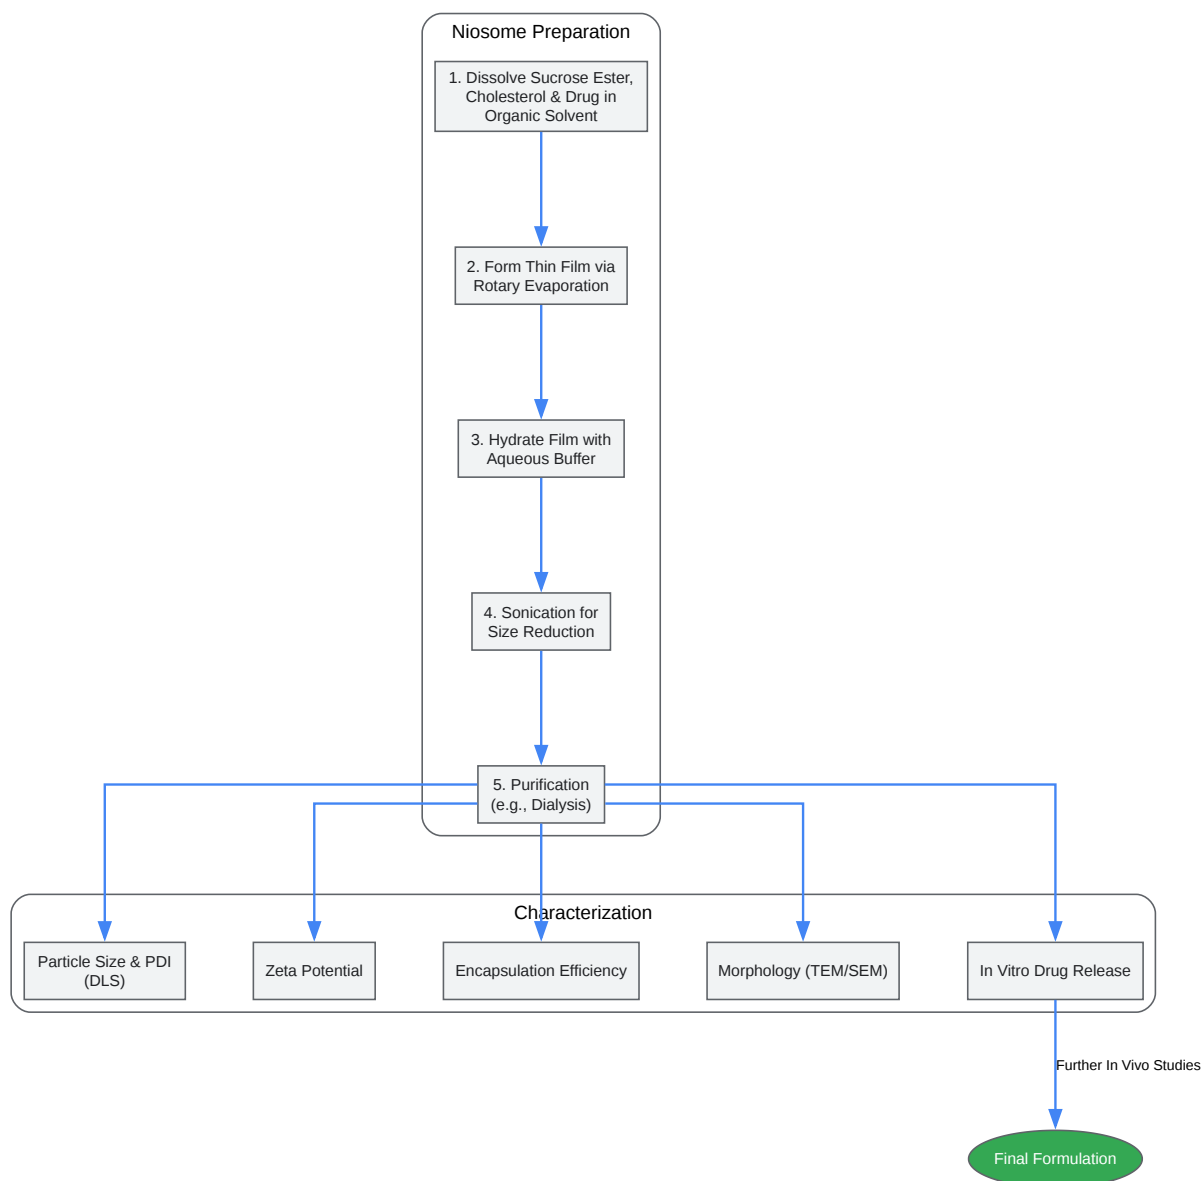 Niosome Preparation
1. Dissolve Sucrose Ester,
Cholesterol & Drug in
Organic Solvent
2. Form Thin Film via
Rotary Evaporation
3. Hydrate Film with
Aqueous Buffer
4. Sonication for
Size Reduction
5. Purification
(e.g., Dialysis)
Characterization
Particle Size & PDI
(DLS)
Zeta Potential
Encapsulation Efficiency
Morphology (TEM/SEM)
In Vitro Drug Release
Further In Vivo Studies
Final Formulation